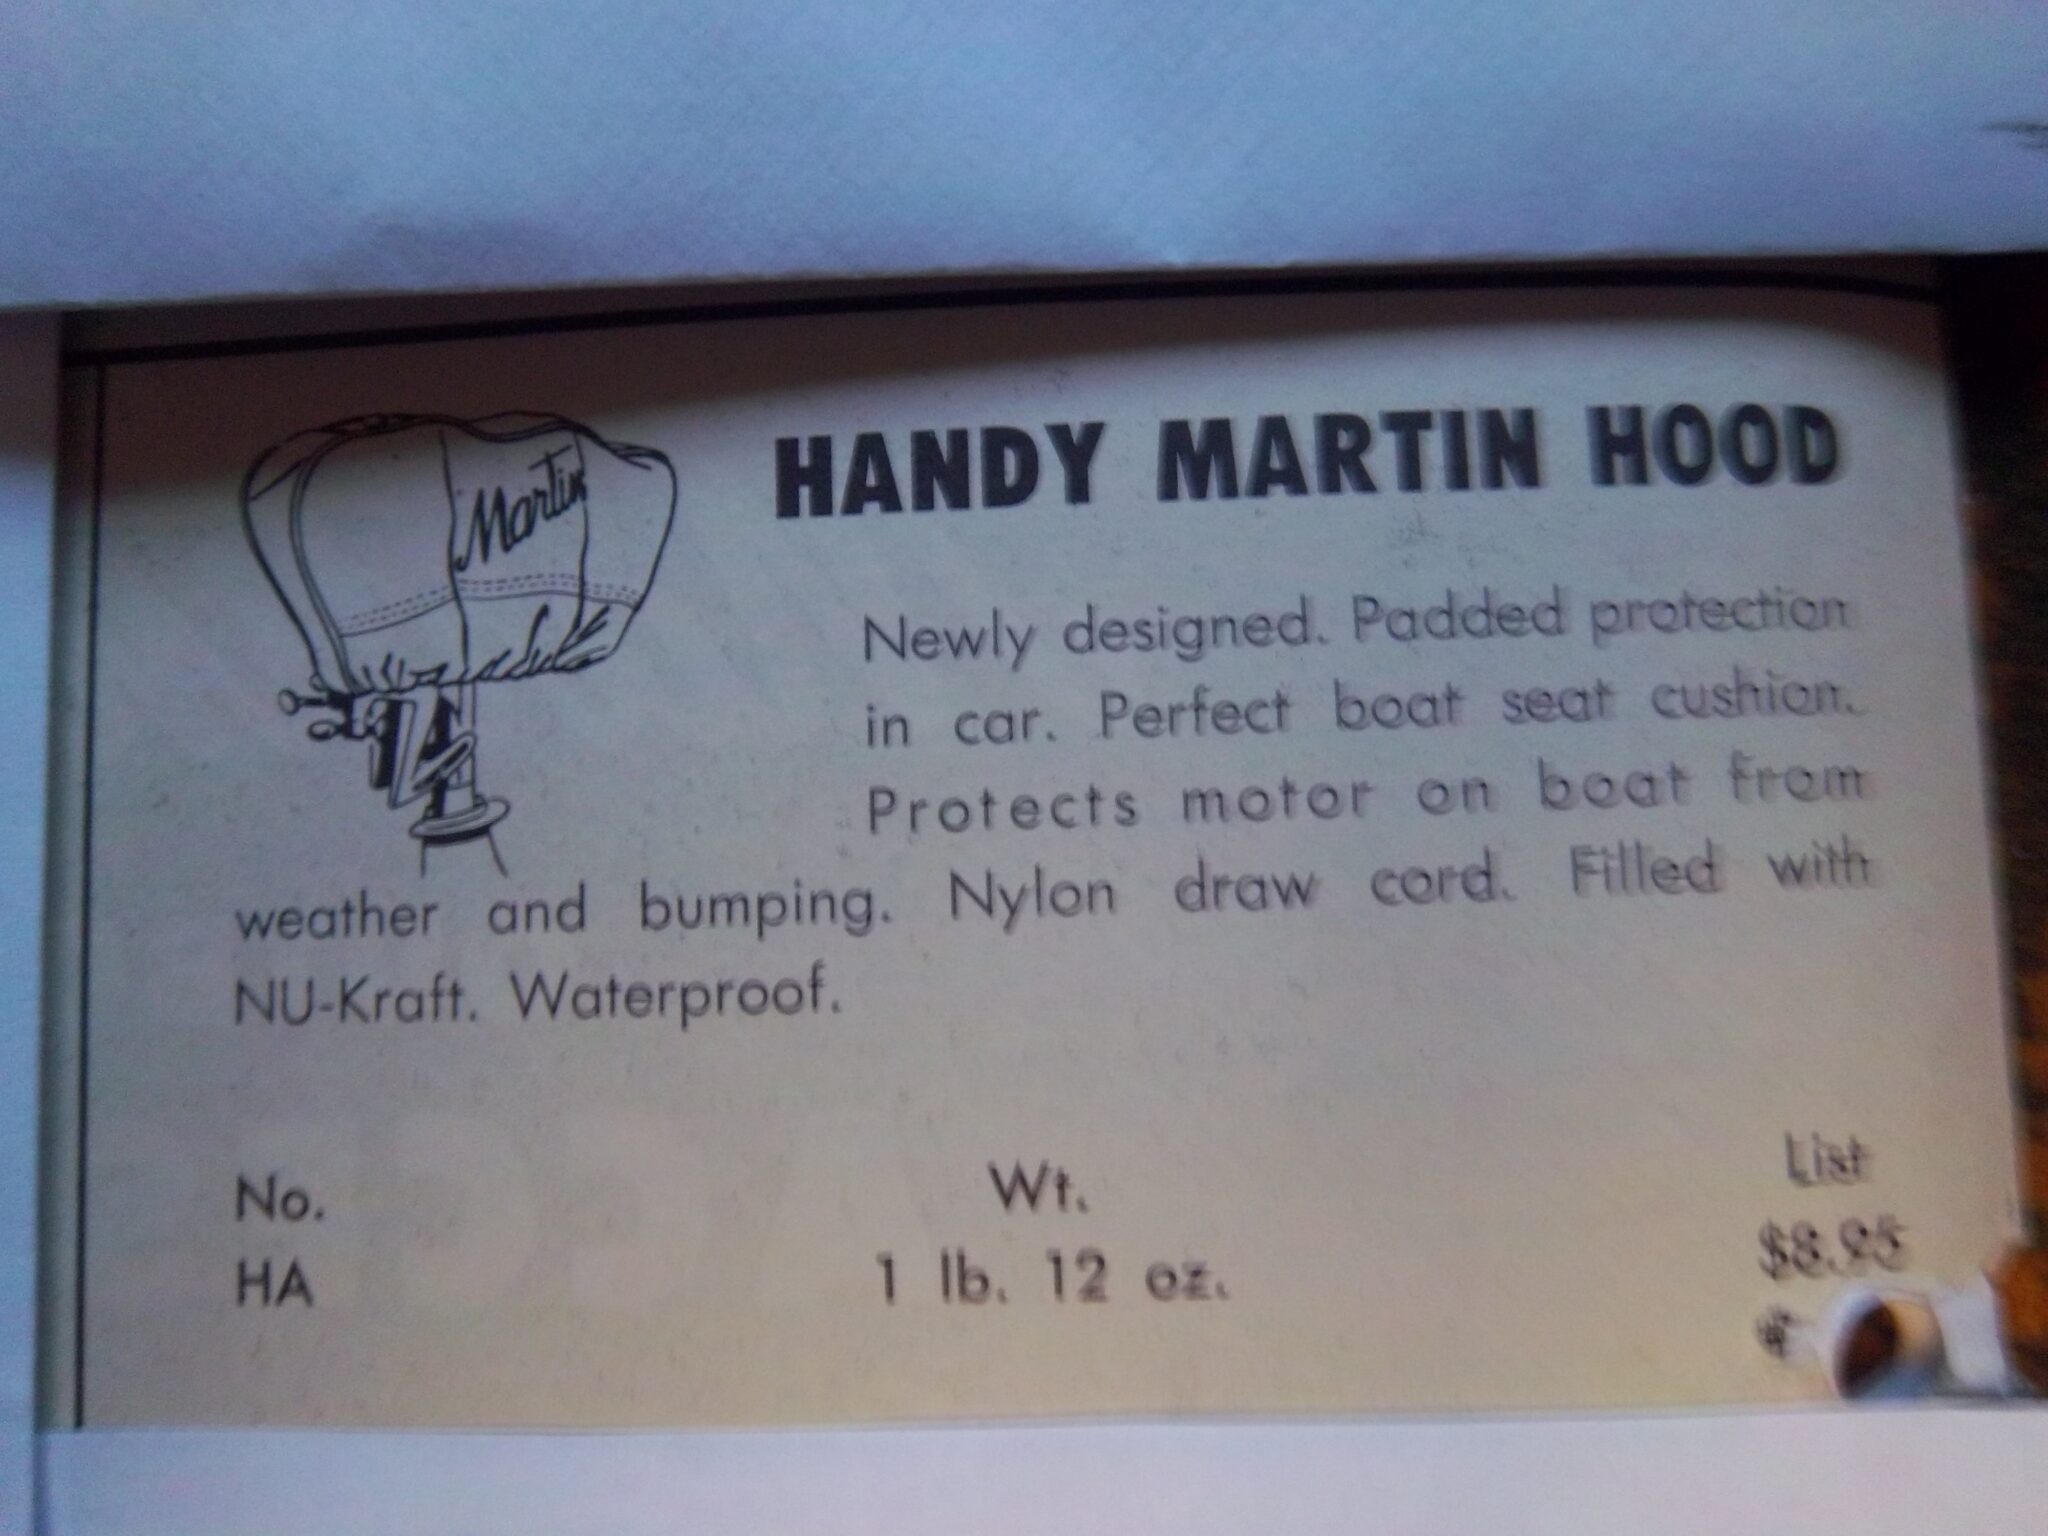 Martin
HANDY MARTIN HOOD
Newly designed. Padded protection
in car. Perfect boat seat cushion.
Protects motor on boat from
weather and bumping. Nylon draw cord. Filled with
NU-Kraft. Waterproof.
No. Wt. List
HA 1 lb. 12 oz. $8.95